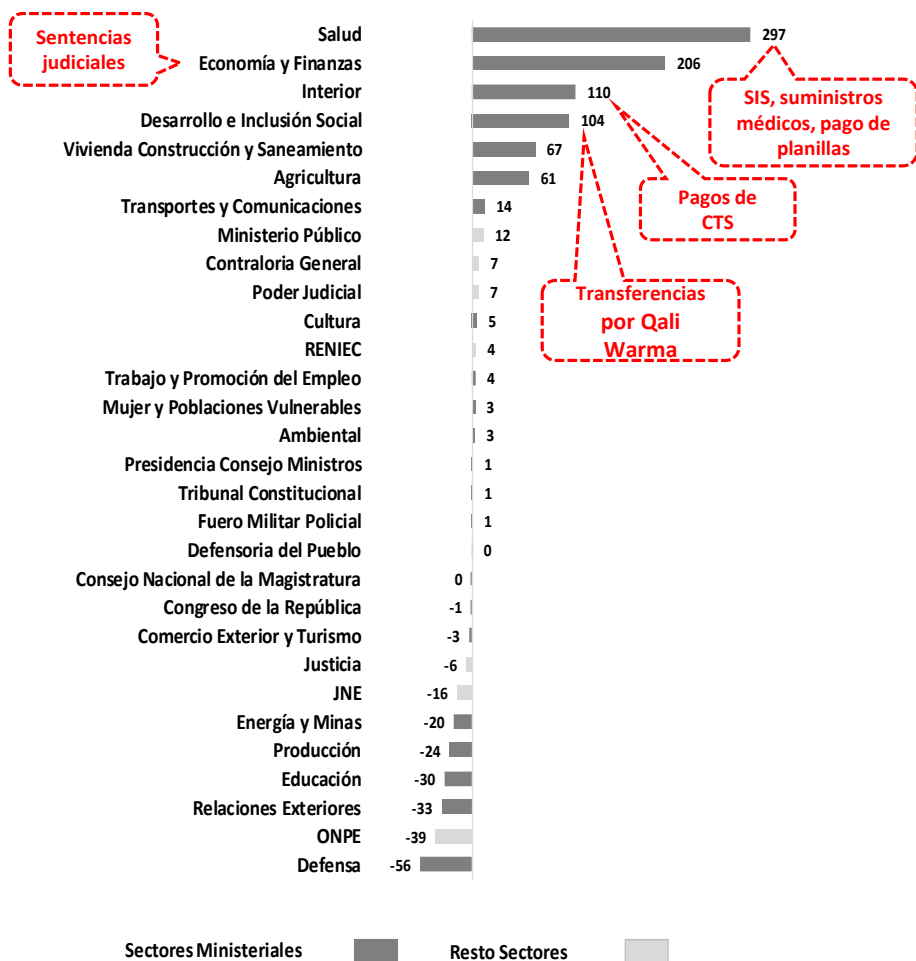 Sentencias
judiciales
Salud 297
Economía y Finanzas 206
Interior 110
Desarrollo e Inclusión Social 104
Vivienda Construcción y Saneamiento 67
Agricultura 61
Transportes y Comunicaciones 14
Ministerio Público 12
Contraloria General 7
Poder Judicial 7
Cultura 5
RENIEC 4
Trabajo y Promoción del Empleo 4
Mujer y Poblaciones Vulnerables 3
Ambiental 3
Presidencia Consejo Ministros 1
Tribunal Constitucional 1
Fuero Militar Policial 1
Defensoria del Pueblo 0
Consejo Nacional de la Magistratura 0
Congreso de la República -1
Comercio Exterior y Turismo -3
Justicia -6
JNE -16
Energía y Minas -20
Producción -24
Educación -30
Relaciones Exteriores -33
ONPE -39
Defensa -56
SIS, suministros
médicos, pago de
planillas
Pagos de
CTS
Transferencias
por Qali
Warma
Sectores Ministeriales
Resto Sectores